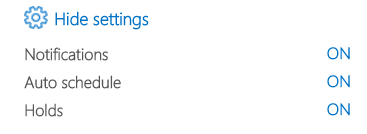 Hide settings
Notifications ON
Auto schedule ON
Holds ON